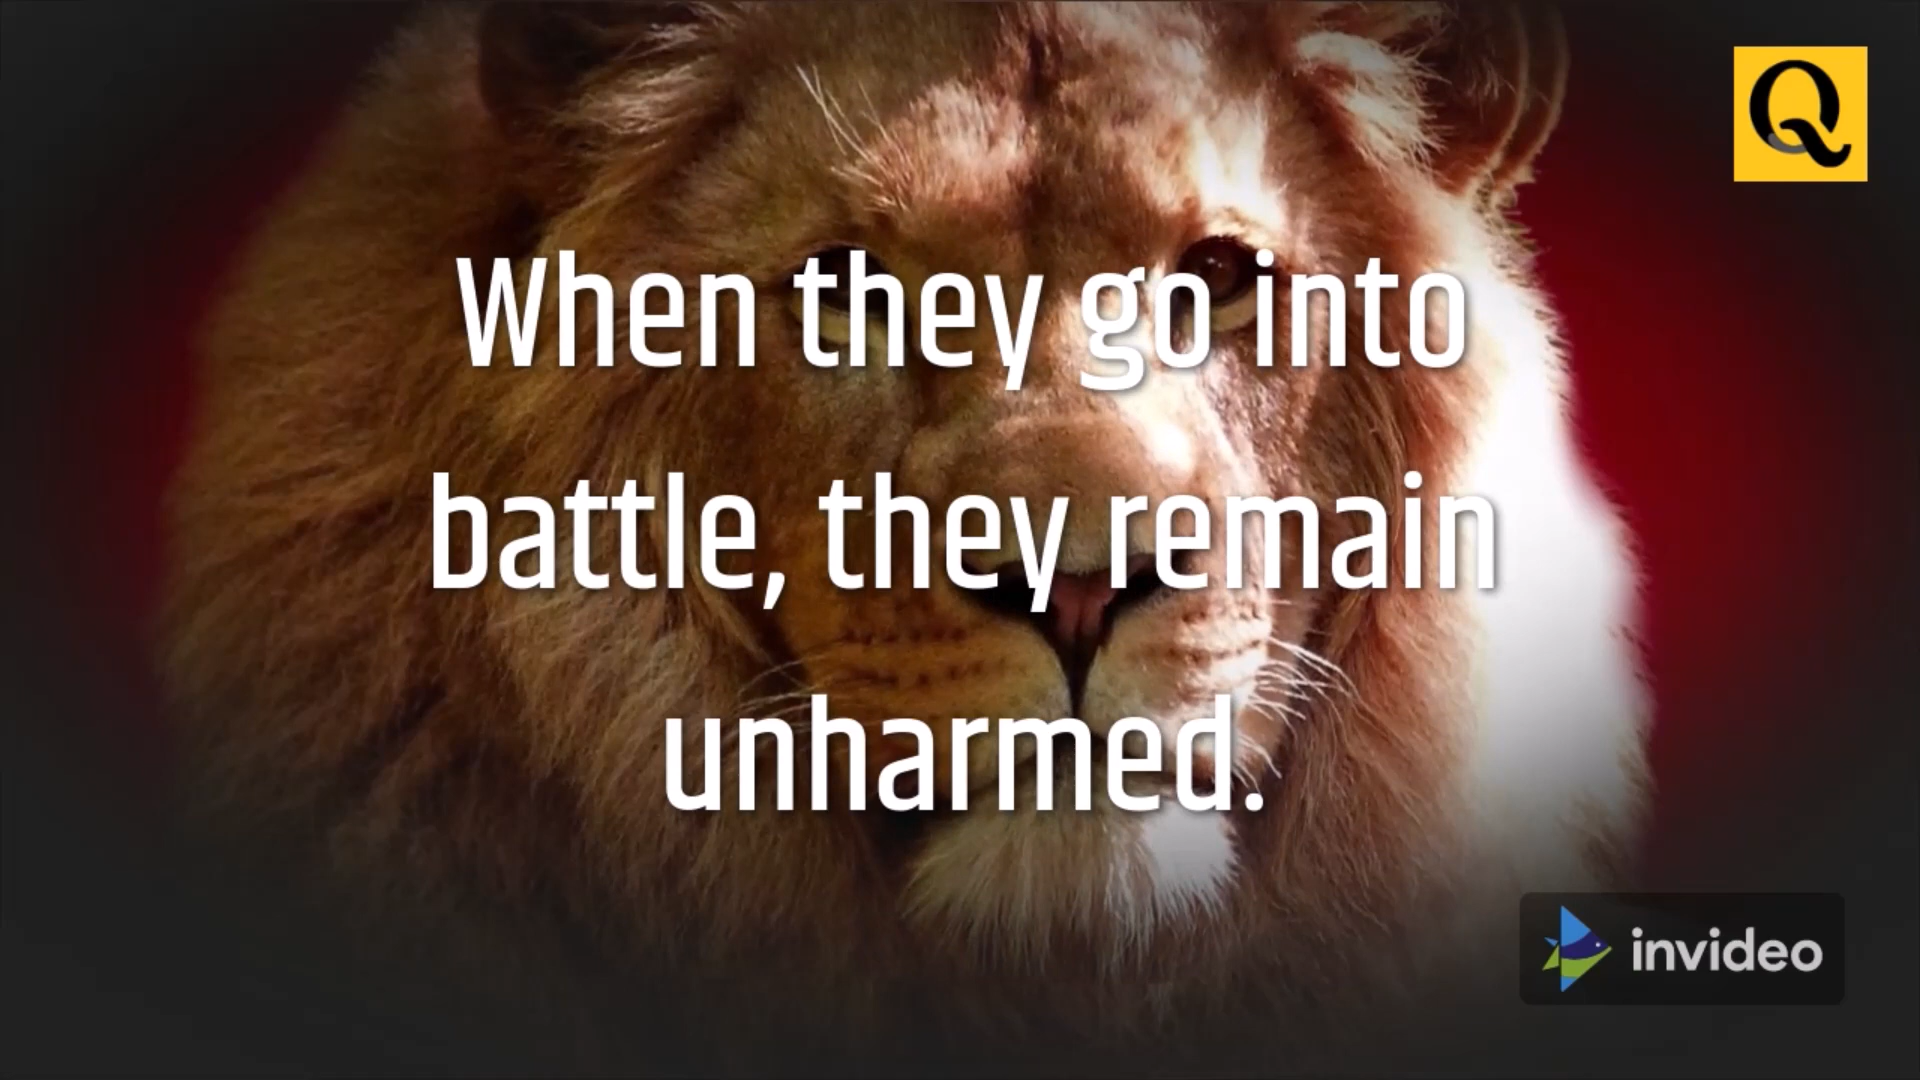 Q
When they go into
battle, they remain
unharmed.
invideo